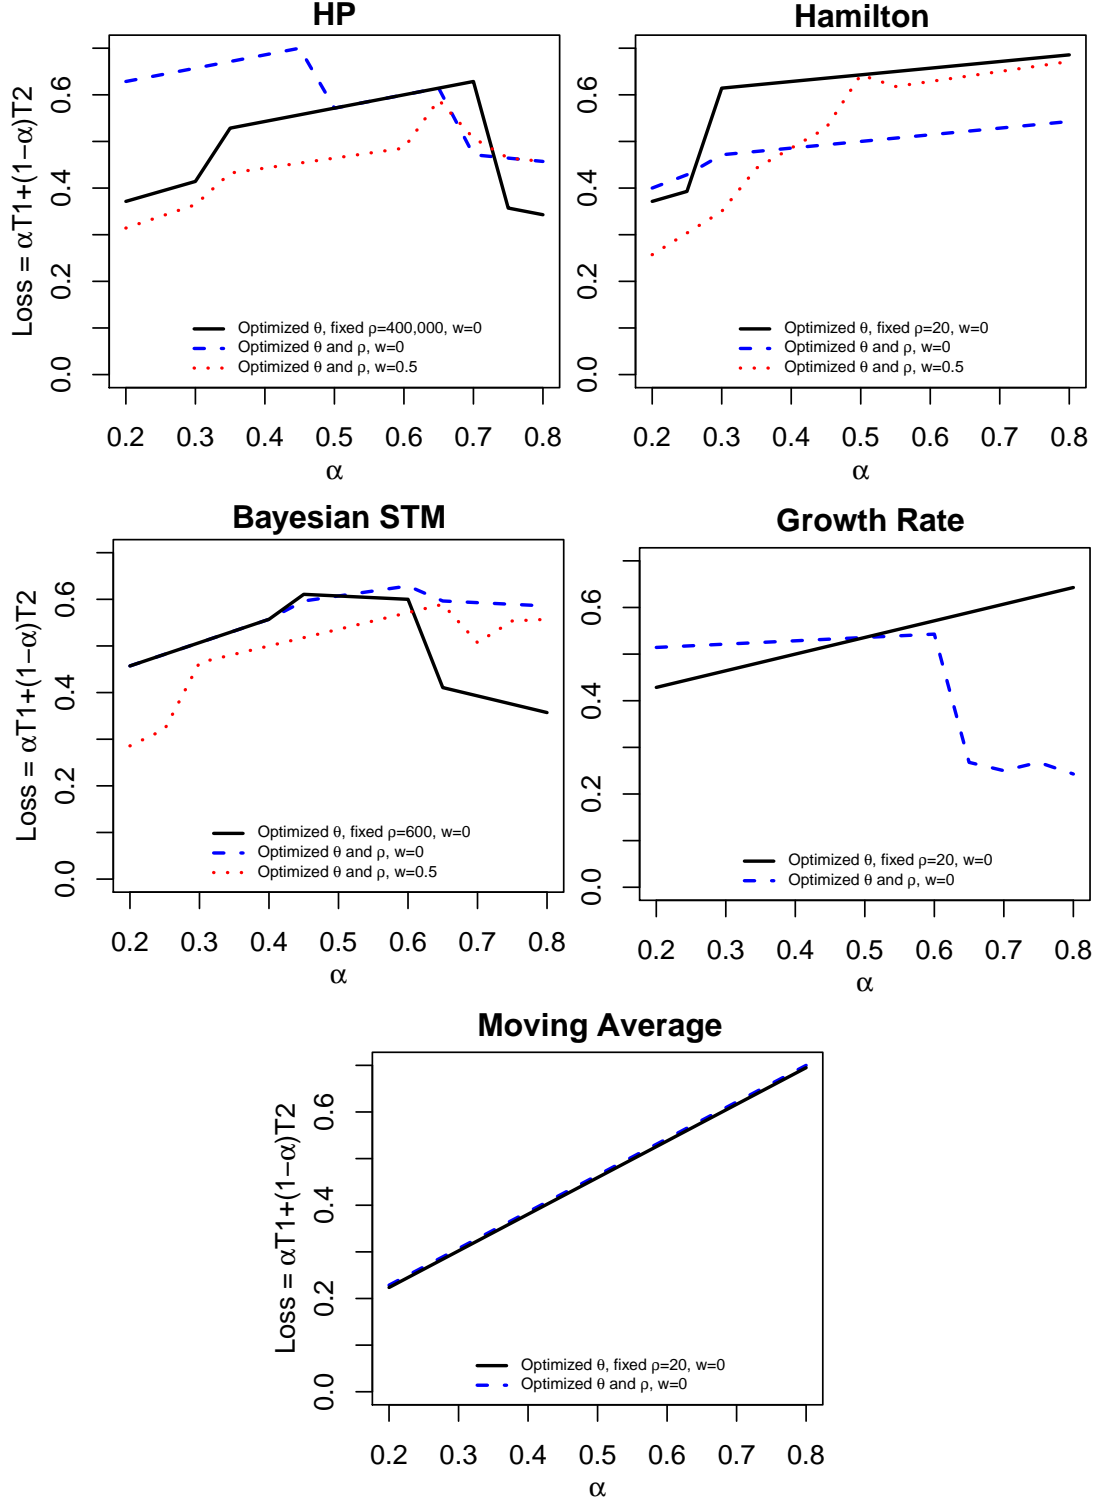 HP
Loss = αT1+(1−α)T2
0.0 0.2 0.4 0.6
Optimized θ, fixed ρ=400,000, w=0
Optimized θ and ρ, w=0
Optimized θ and ρ, w=0.5
0.2 0.3 0.4 0.5 0.6 0.7 0.8
α
Hamilton
0.0 0.2 0.4 0.6
Optimized θ, fixed ρ=20, w=0
Optimized θ and ρ, w=0
Optimized θ and ρ, w=0.5
0.2 0.3 0.4 0.5 0.6 0.7 0.8
α
Bayesian STM
Loss = αT1+(1−α)T2
0.0 0.2 0.4 0.6
Optimized θ, fixed ρ=600, w=0
Optimized θ and ρ, w=0
Optimized θ and ρ, w=0.5
0.2 0.3 0.4 0.5 0.6 0.7 0.8
α
Growth Rate
0.0 0.2 0.4 0.6
Optimized θ, fixed ρ=20, w=0
Optimized θ and ρ, w=0
0.2 0.3 0.4 0.5 0.6 0.7 0.8
α
Moving Average
Loss = αT1+(1−α)T2
0.0 0.2 0.4 0.6
Optimized θ, fixed ρ=20, w=0
Optimized θ and ρ, w=0
0.2 0.3 0.4 0.5 0.6 0.7 0.8
α